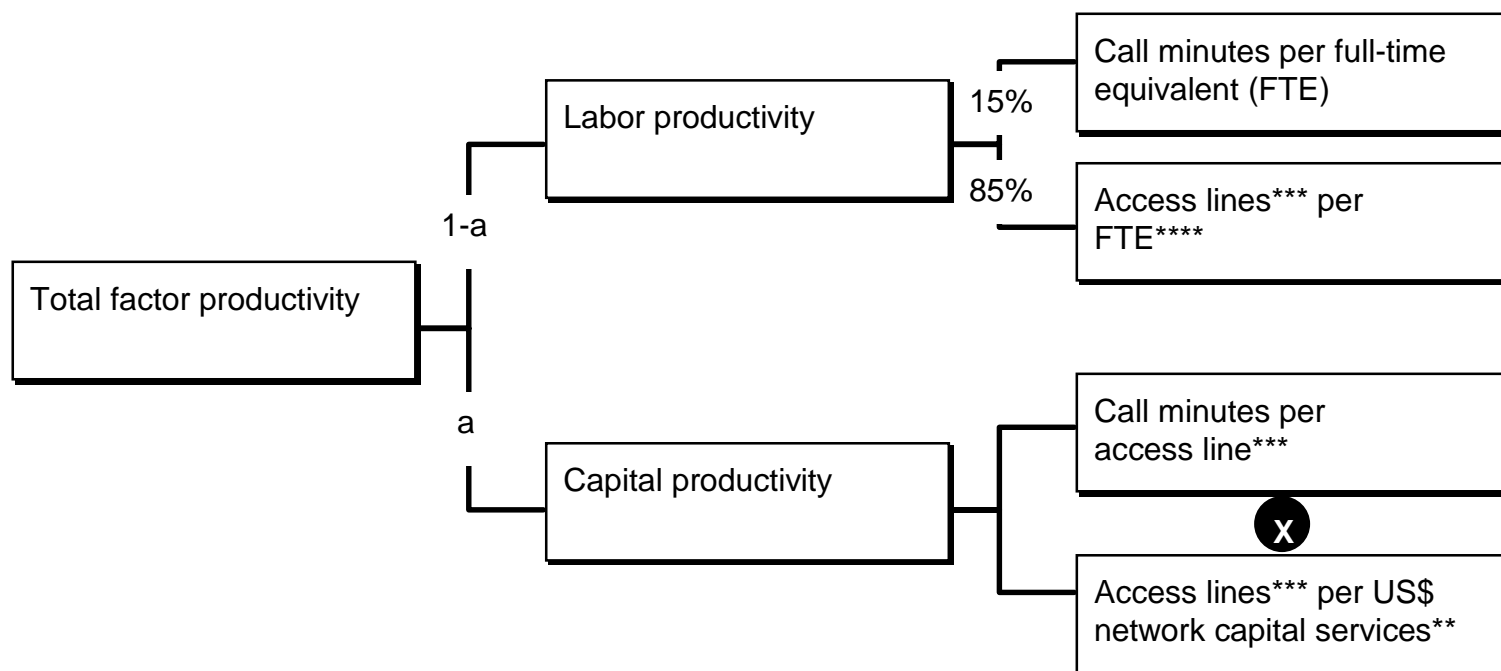 Total factor productivity
1-a
a
Labor productivity
15%
85%
Call minutes per full-time
equivalent (FTE)
Access lines*** per
FTE****
Capital productivity
Call minutes per
access line***
X
Access lines*** per US$
network capital services**